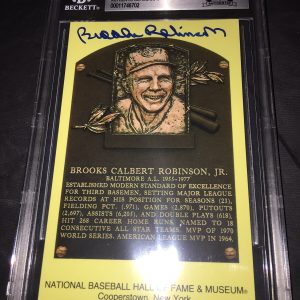 BECKETT
00011746702
Brooks Robinson
BROOKS CALBERT ROBINSON, JR.
BALTIMORE A.L. 1955-1977
ESTABLISHED MODERN STANDARD OF EXCELLENCE
FOR THIRD BASEMEN. SETTING MAJOR LEAGUE
RECORDS AT HIS POSITION FOR SEASONS (23),
FIELDING PCT. (.971), GAMES (2,870), PUTOUTS
(2,697), ASSISTS (6,205), AND DOUBLE PLAYS (618).
HIT 268 CAREER HOME RUNS. NAMED TO 18
CONSECUTIVE ALL STAR TEAMS. MVP OF 1970
WORLD SERIES. AMERICAN LEAGUE MVP IN 1964.
NATIONAL BASEBALL HALL OF FAME & MUSEUM
Cooperstown, New York